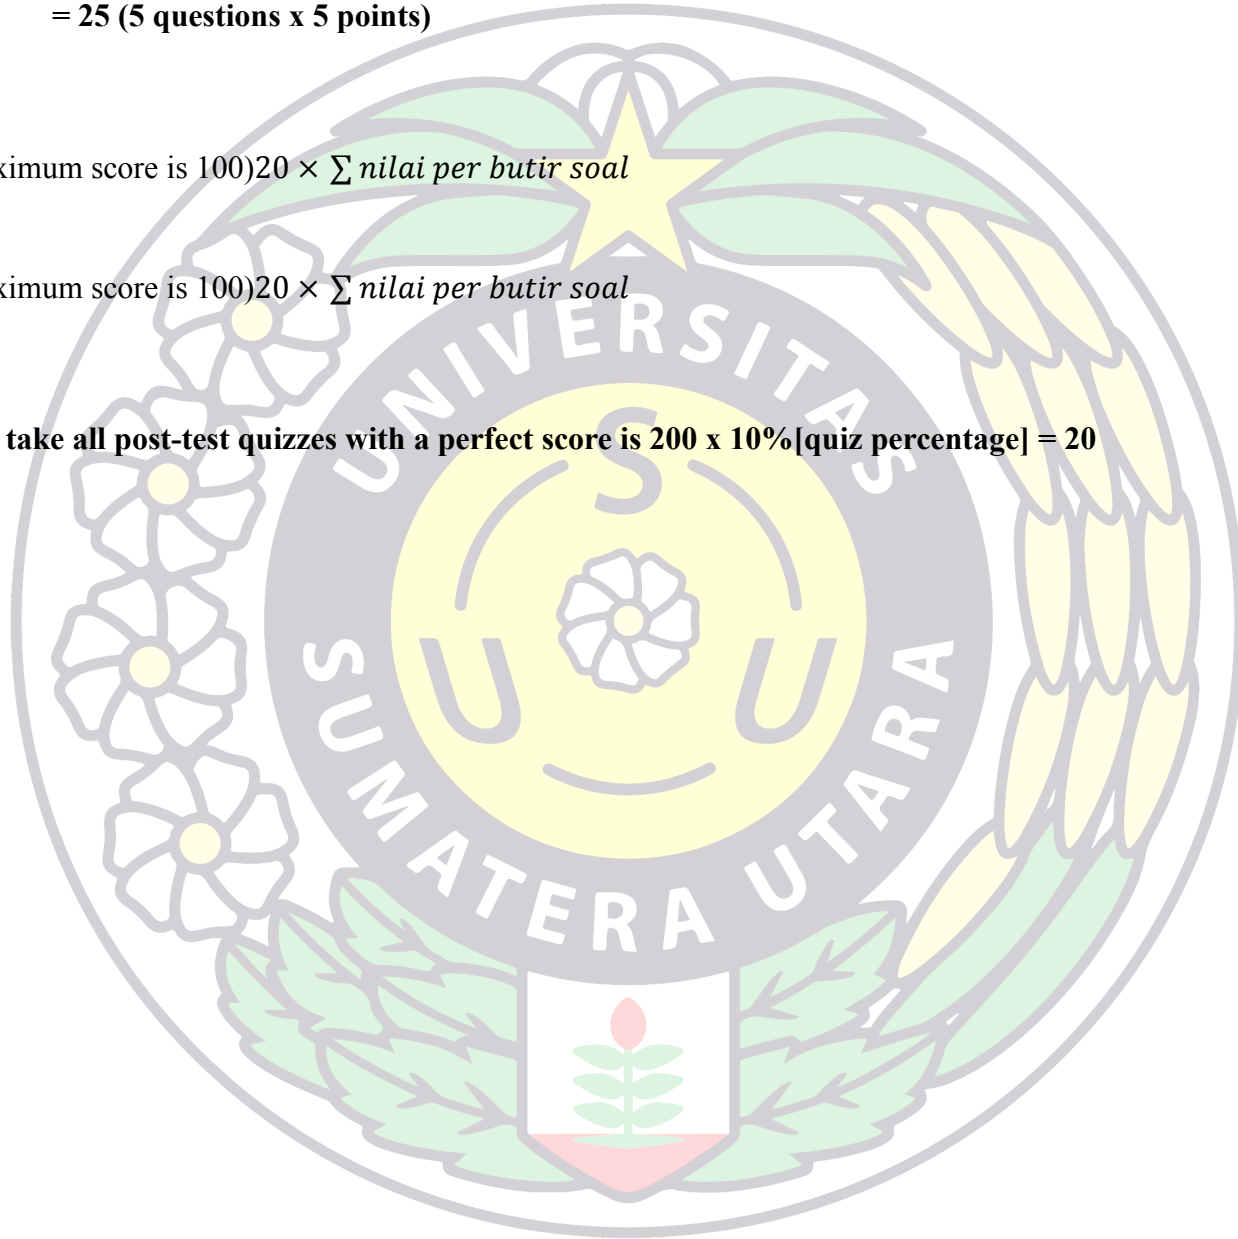 = 25 (5 questions x 5 points)
ximum score is 100)20 × ∑ nilai per butir soal
ximum score is 100)20 × ∑ nilai per butir soal
take all post-test quizzes with a perfect score is 200 x 10%[quiz percentage] = 20
UNIVERSITAS
S
U U
SUMATERA UTARA